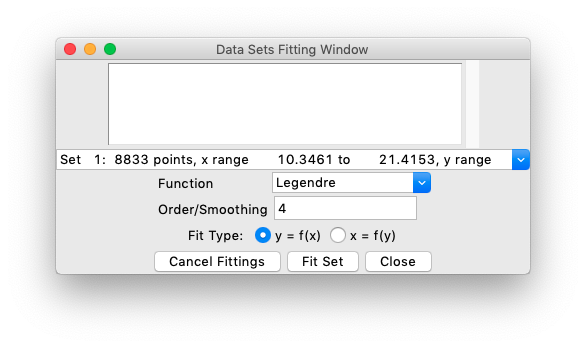 Data Sets Fitting Window
Set 1: 8833 points, x range 10.3461 to 21.4153, y range
Function Legendre
Order/Smoothing 4
Fit Type: y = f(x) x = f(y)
Cancel Fittings Fit Set Close